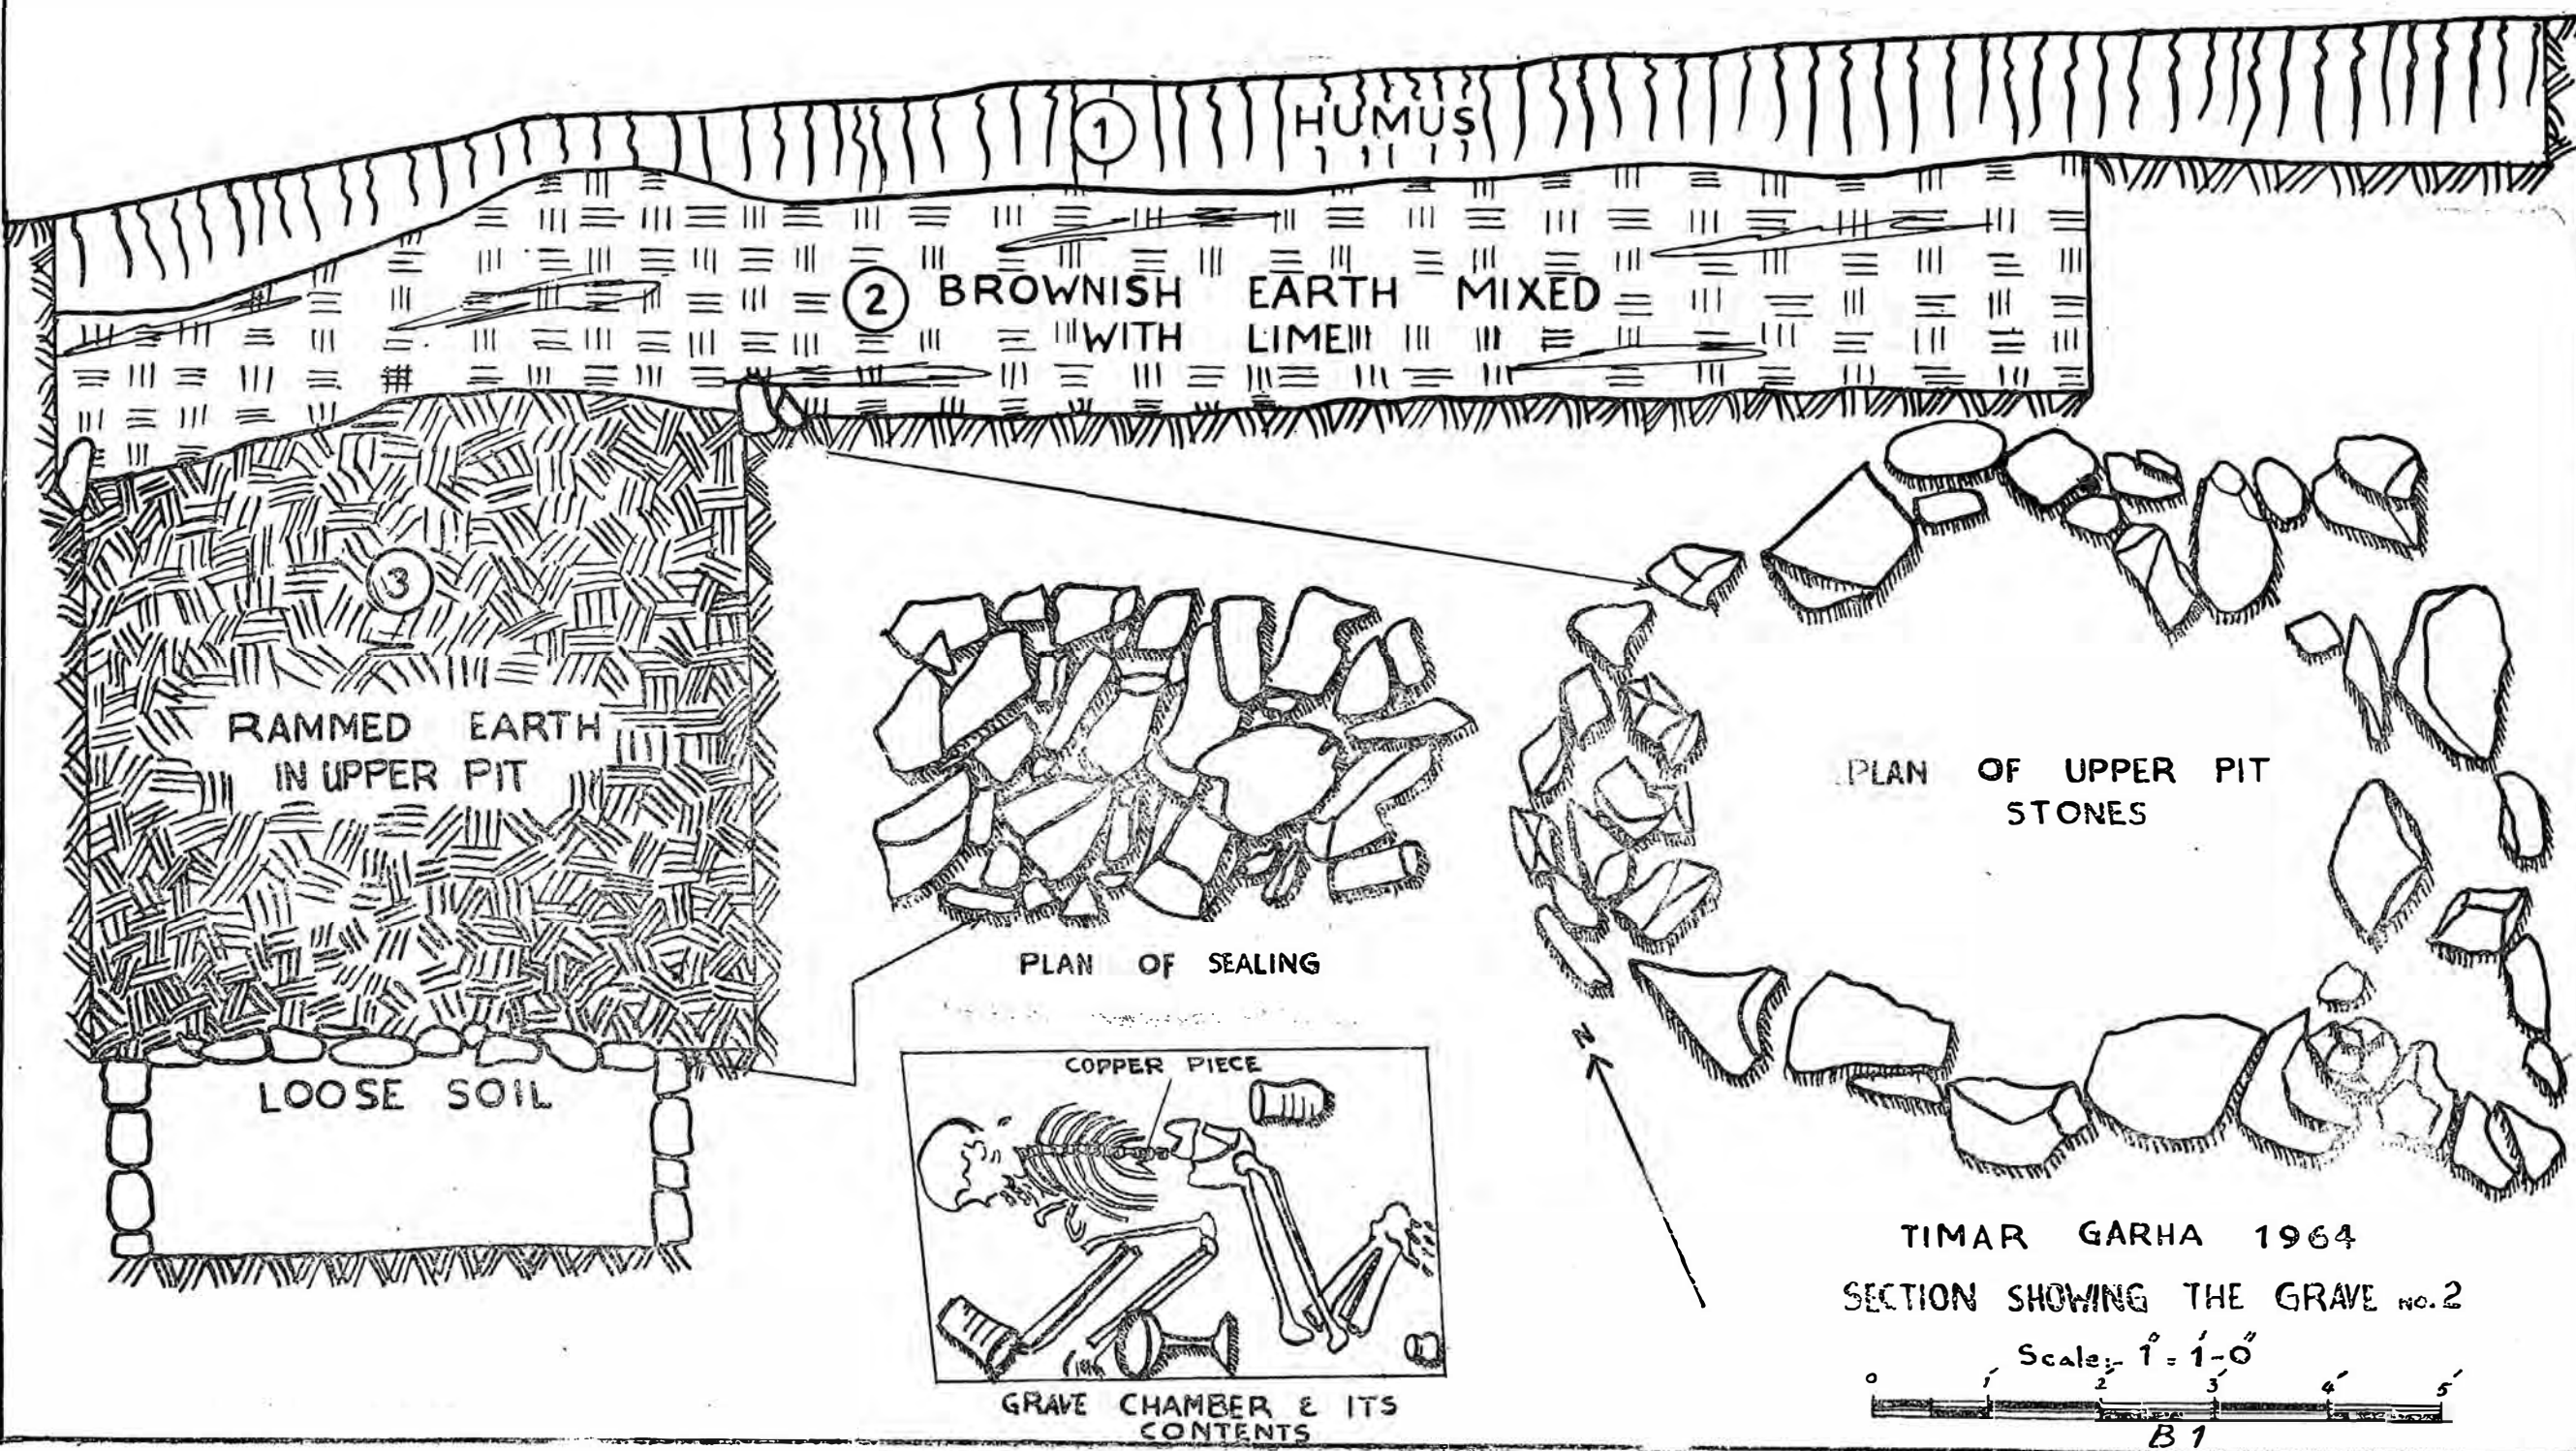 1 HUMUS
2 BROWNISH EARTH MIXED
WITH LIME
3
RAMMED EARTH
IN UPPER PIT
LOOSE SOIL
PLAN OF SEALING
COPPER PIECE
GRAVE CHAMBER & ITS
CONTENTS
PLAN OF UPPER PIT
STONES
N
TIMAR GARHA 1964
SECTION SHOWING THE GRAVE NO. 2
Scale:- 1" = 1'-0"
0 1' 2' 3' 4' 5'
B 1